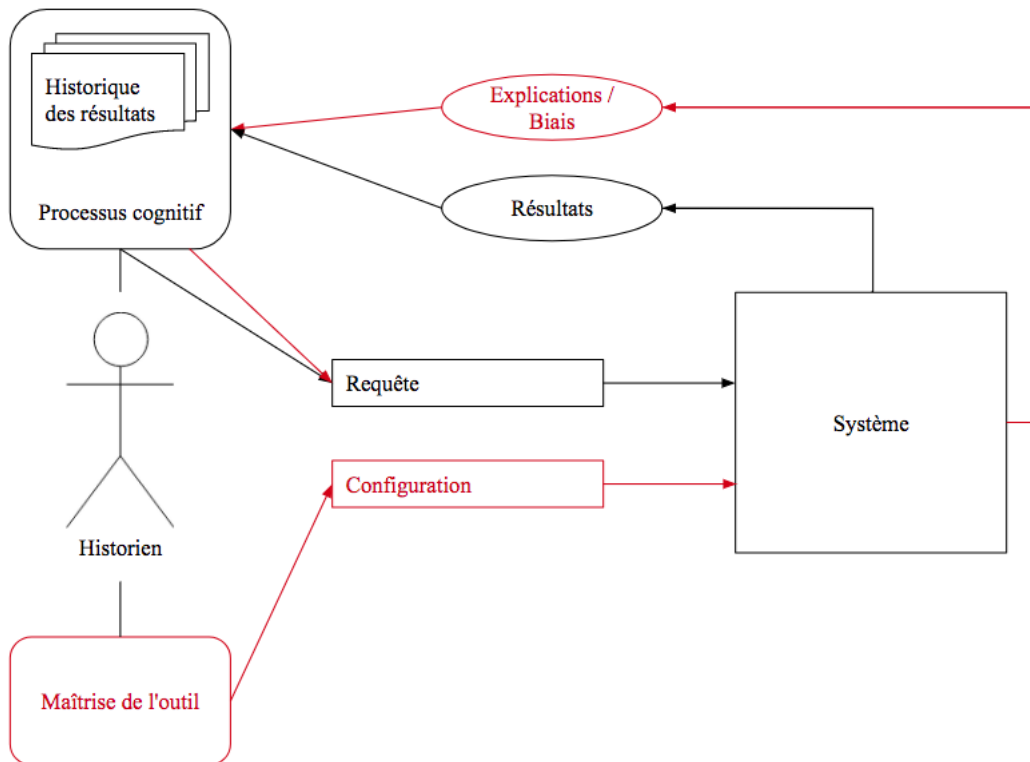 Historique
des résultats
Processus cognitif
Explications /
Biais
Résultats
Requête
Configuration
Système
Historien
Maîtrise de l'outil